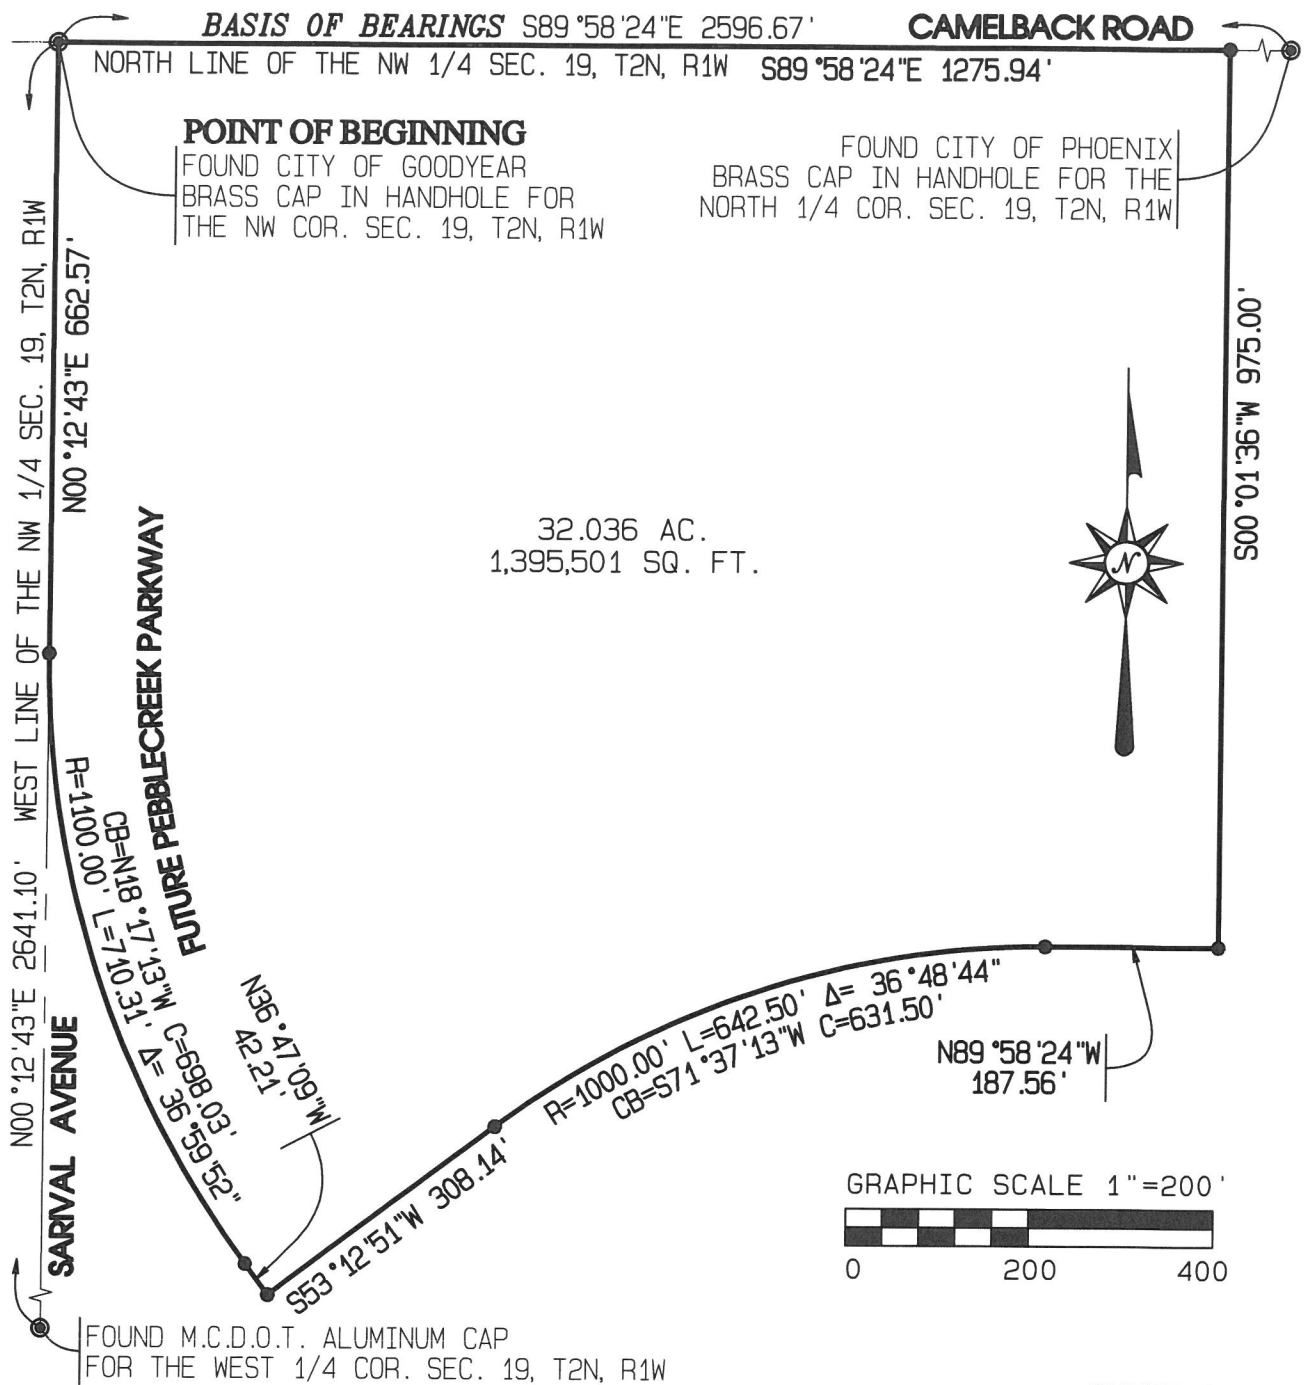 BASIS OF BEARINGS S89°58'24"E 2596.67'
CAMELBACK ROAD
NORTH LINE OF THE NW 1/4 SEC. 19, T2N, R1W
S89°58'24"E 1275.94'
POINT OF BEGINNING
FOUND CITY OF GOODYEAR
BRASS CAP IN HANDHOLE FOR
THE NW COR. SEC. 19, T2N, R1W
FOUND CITY OF PHOENIX
BRASS CAP IN HANDHOLE FOR THE
NORTH 1/4 COR. SEC. 19, T2N, R1W
N00°12'43"E 2641.10' WEST LINE OF THE NW 1/4 SEC. 19, T2N, R1W
N00°12'43"E 662.57'
S00°01'36"W 975.00'
32.036 AC.
1,395,501 SQ. FT.
N
FUTURE PEBBLECREEK PARKWAY
CB=N18°17'13"W C=698.03'
R=1100.00' L=710.31' Δ= 36°59'52"
N36°47'09"W
42.21'
SARIVAL AVENUE
S53°12'51"W 308.14'
R=1000.00' L=642.50' Δ= 36°48'44"
CB=S71°37'13"W C=631.50'
N89°58'24"W
187.56'
GRAPHIC SCALE 1"=200'
0 200 400
FOUND M.C.D.O.T. ALUMINUM CAP
FOR THE WEST 1/4 COR. SEC. 19, T2N, R1W